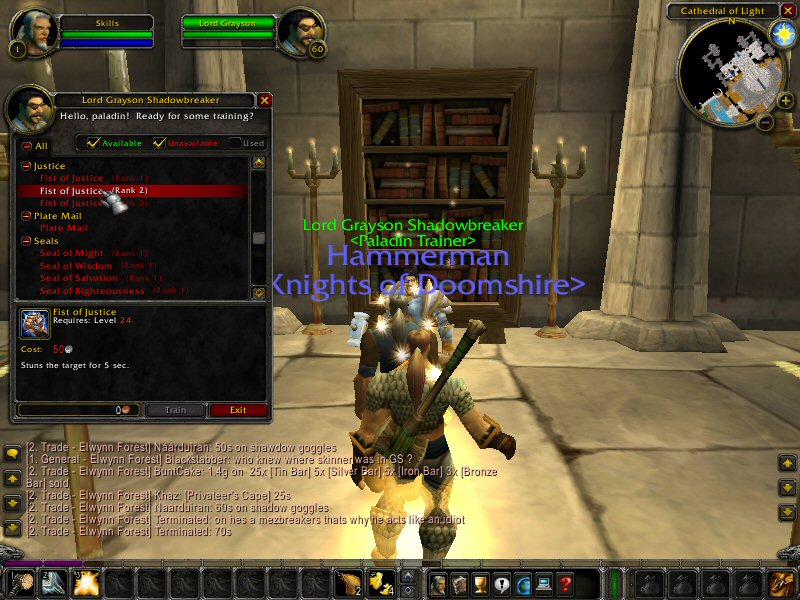 Skills
1
Lord Grayson
60
Cathedral of Light
N
Lord Grayson Shadowbreaker
Hello, paladin! Ready for some training?
All
Available
Unavailable
Used
Justice
Fist of Justice (Rank 1)
Fist of Justice (Rank 2)
Fist of Justice (Rank 3)
Plate Mail
Plate Mail
Seals
Seal of Might (Rank 1)
Seal of Wisdom (Rank 1)
Seal of Salvation (Rank 1)
Seal of Righteousness (Rank 1)
Fist of Justice
Requires: Level 24
Cost: 50
Stuns the target for 5 sec.
0
Train
Exit
Lord Grayson Shadowbreaker
<Paladin Trainer>
Hammerman
Knights of Doomshire>
[2. Trade - Elwynn Forest] Naarduiran: 50s on shawdow goggles
[1. General - Elwynn Forest] Blackstabber: who knew where skinner was in GS ?
[2. Trade - Elwynn Forest] BuntCake: 1.4g on 25x [Tin Bar] 5x [Silver Bar] 5x [Iron Bar] 3x [Bronze
Bar] sold
[2. Trade - Elwynn Forest] Khaz: [Privateer's Cape] 25s
[2. Trade - Elwynn Forest] Naarduiran: 60s on shadow goggles
[2. Trade - Elwynn Forest] Terminated: on hes a mezbreakers thats why he acts like an idiot
[2. Trade - Elwynn Forest] Terminated: 70s
2
3
2
4